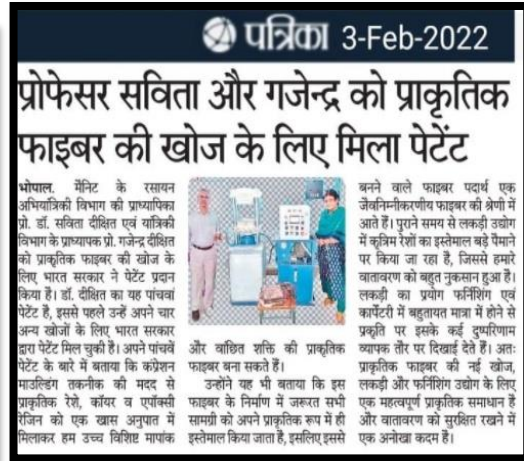 पत्रिका 3-Feb-2022
प्रोफेसर सविता और गजेन्द्र को प्राकृतिक
फाइबर की खोज के लिए मिला पेटेंट
भोपाल. मैनिट के रसायन
अभियांत्रिकी विभाग की प्राध्यापिका
प्रो. डॉ. सविता दीक्षित एवं यांत्रिकी
विभाग के प्राध्यापक प्रो. गजेन्द्र दीक्षित
को प्राकृतिक फाइबर की खोज के
लिए भारत सरकार ने पेटेंट प्रदान
किया है। डॉ. दीक्षित का यह पांचवां
पेटेंट है, इससे पहले उन्हें अपने चार
अन्य खोजों के लिए भारत सरकार
द्वारा पेटेंट मिल चुकी है। अपने पांचवें
पेटेंट के बारे में बताया कि कंप्रेशन
माउल्डिंग तकनीक की मदद से
प्राकृतिक रेशे, कॉयर व एपॉक्सी
रेजिन को एक खास अनुपात में
मिलाकर हम उच्च विशिष्ट मापांक
और वांछित शक्ति की प्राकृतिक
फाइबर बना सकते हैं।
उन्होंने यह भी बताया कि इस
फाइबर के निर्माण में जरूरत सभी
सामग्री को अपने प्राकृतिक रूप में ही
इस्तेमाल किया जाता है, इसलिए इससे
बनने वाले फाइबर पदार्थ एक
जैवनिम्नीकरणीय फाइबर की श्रेणी में
आते हैं। पुराने समय से लकड़ी उद्योग
में कृत्रिम रेशों का इस्तेमाल बड़े पैमाने
पर किया जा रहा है, जिससे हमारे
वातावरण को बहुत नुकसान हुआ है।
लकड़ी का प्रयोग फर्निशिंग एवं
कार्पेटरी में बहुतायत मात्रा में होने से
प्रकृति पर इसके कई दुष्परिणाम
व्यापक तौर पर दिखाई देते हैं। अतः
प्राकृतिक फाइबर की नई खोज,
लकड़ी और फर्निशिंग उद्योग के लिए
एक महत्वपूर्ण प्राकृतिक समाधान है
और वातावरण को सुरक्षित रखने में
एक अनोखा कदम है।